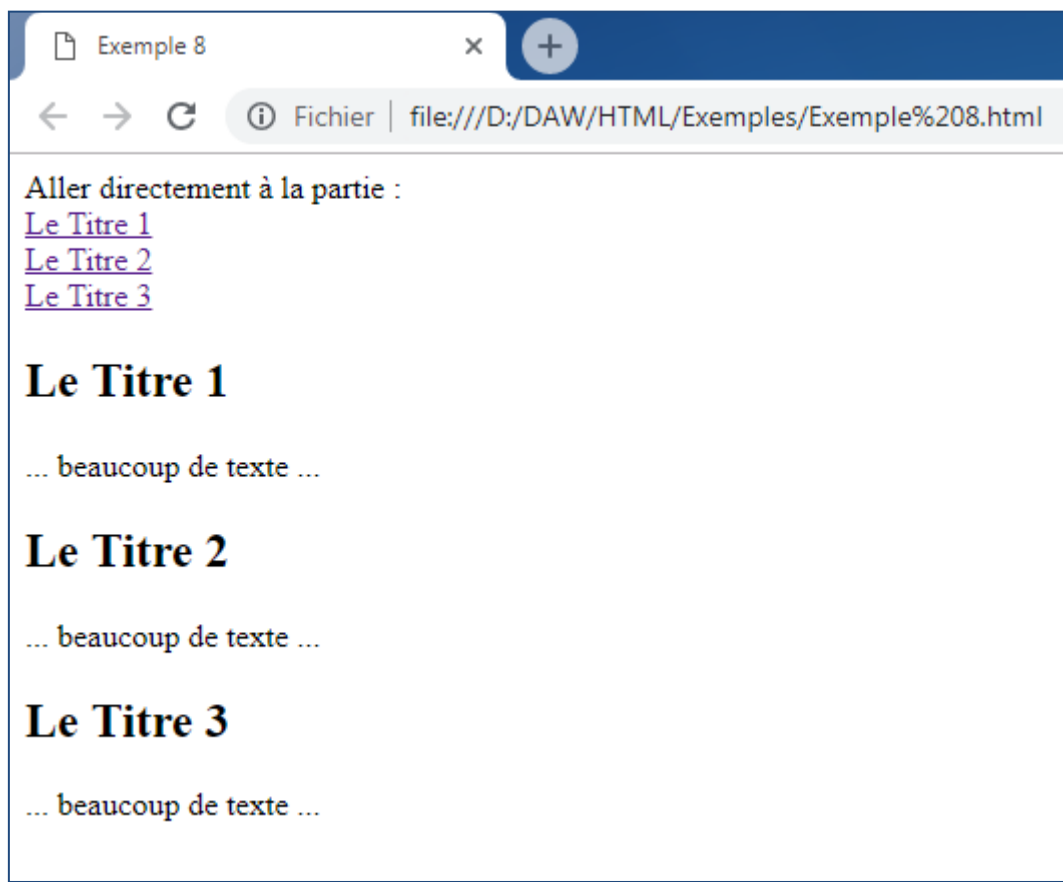 Exemple 8
Fichier | file:///D:/DAW/HTML/Exemples/Exemple%208.html
Aller directement à la partie :
Le Titre 1
Le Titre 2
Le Titre 3
Le Titre 1
... beaucoup de texte ...
Le Titre 2
... beaucoup de texte ...
Le Titre 3
... beaucoup de texte ...